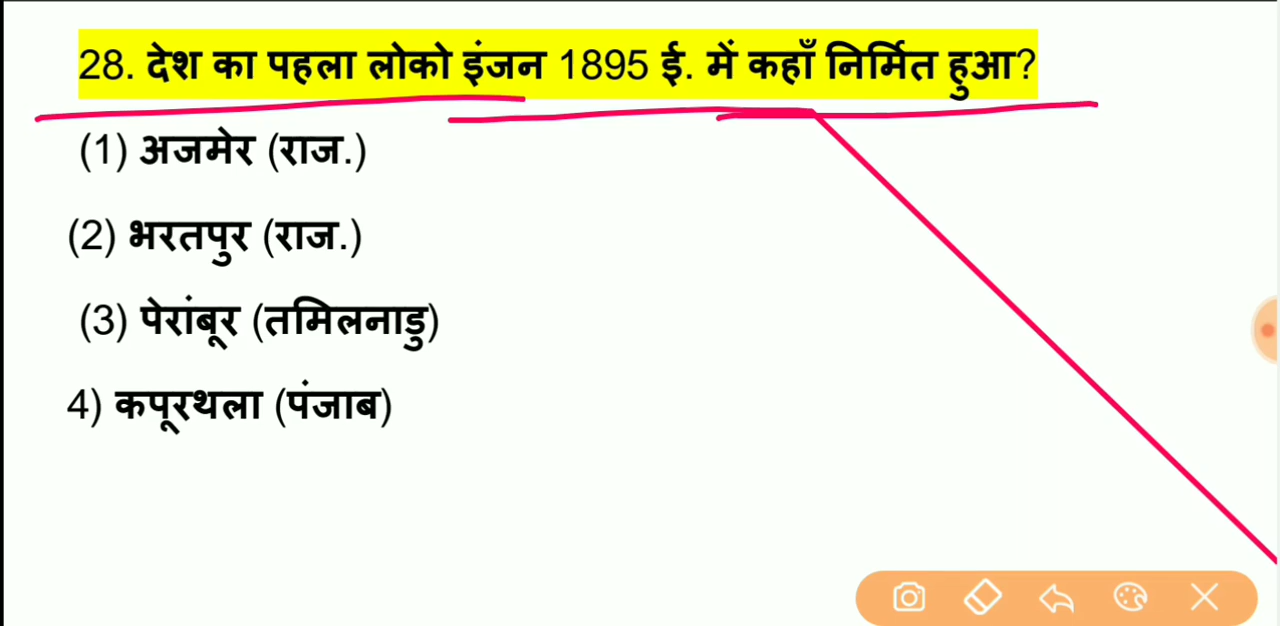 28. देश का पहला लोको इंजन 1895 ई. में कहाँ निर्मित हुआ?
(1) अजमेर (राज.)
(2) भरतपुर (राज.)
(3) पेरांबूर (तमिलनाडु)
4) कपूरथला (पंजाब)